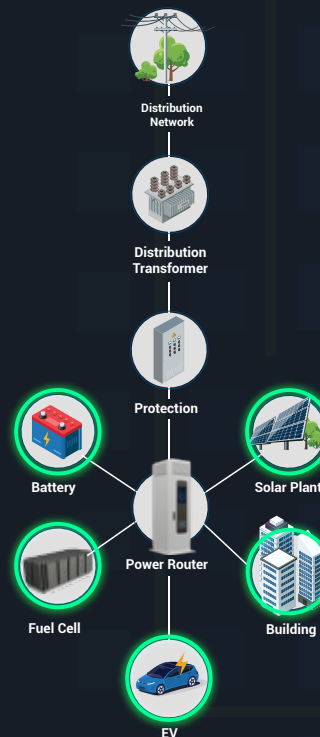 Distribution
Network
Distribution
Transformer
Protection
Battery
Solar Plant
Power Router
Fuel Cell
Building
EV